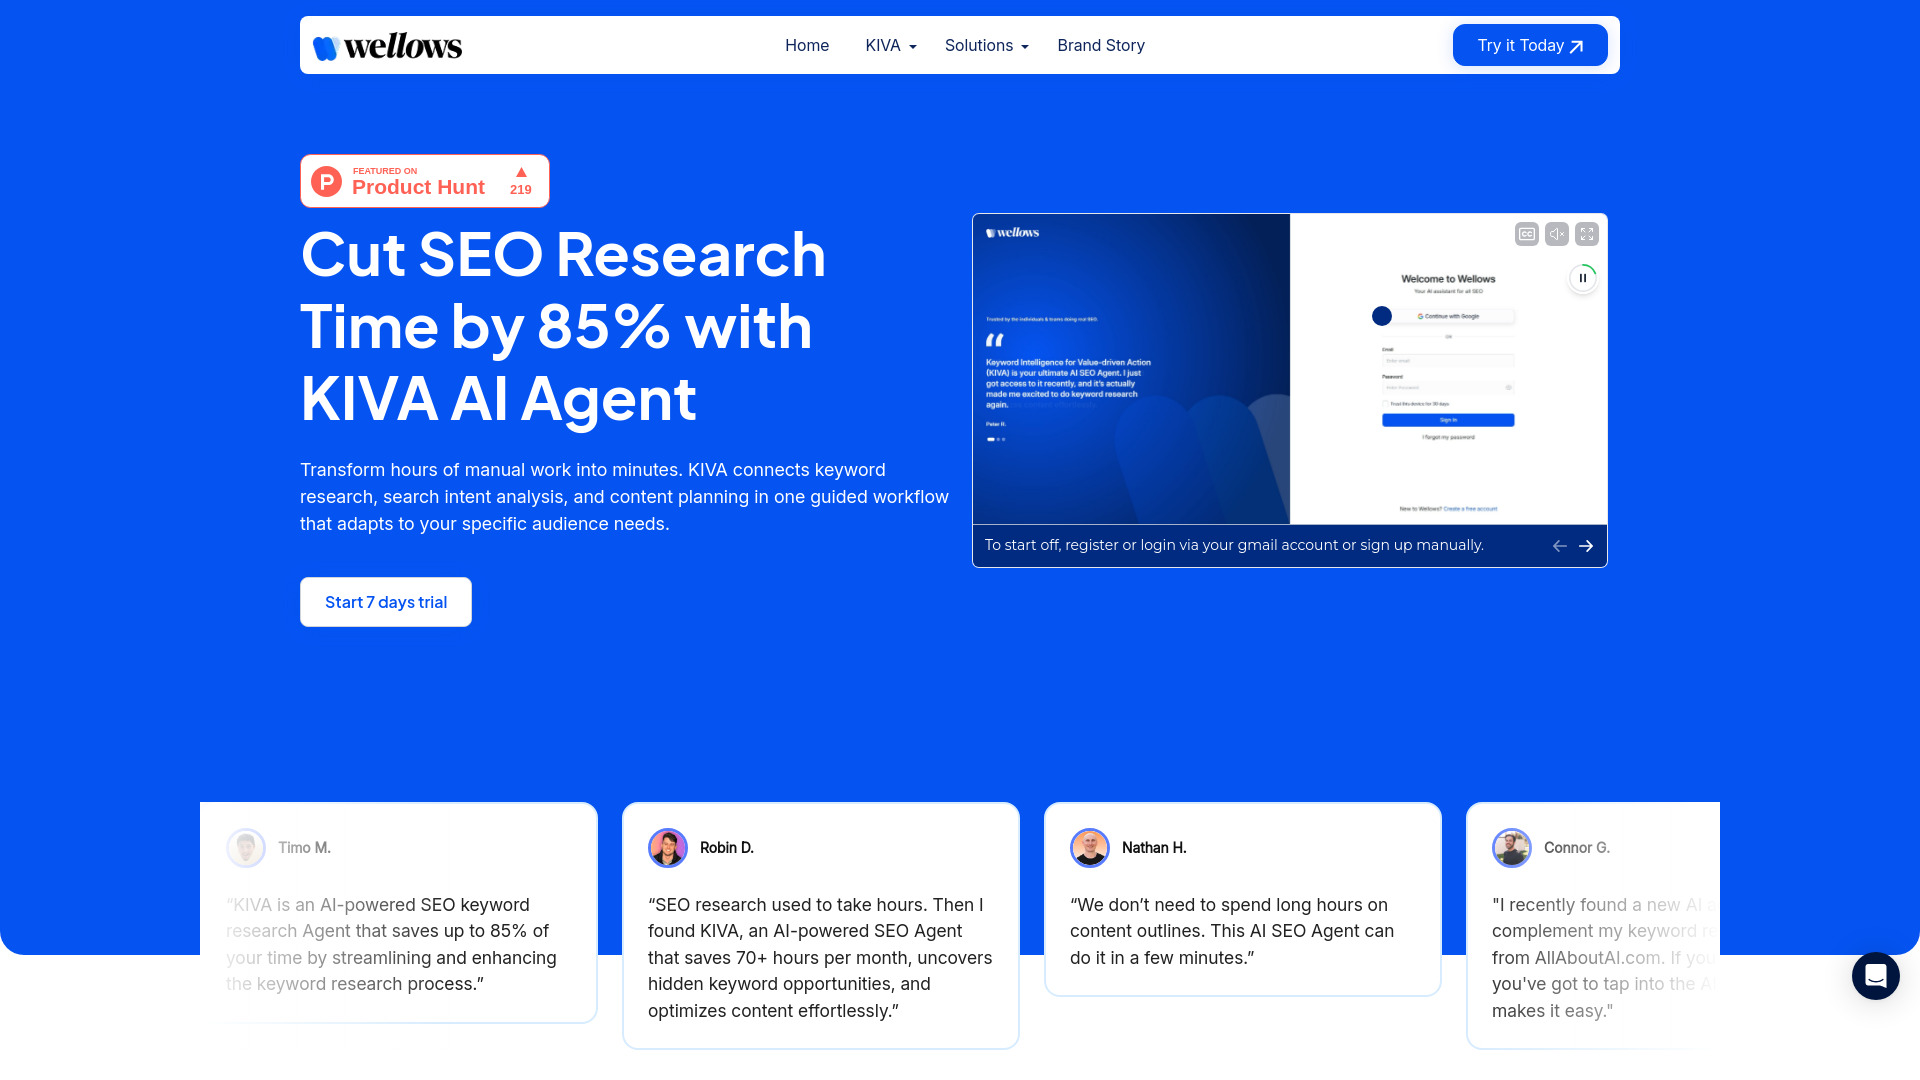 wellows
Home
KIVA
Solutions
Brand Story
Try it Today
FEATURED ON
Product Hunt
219
Cut SEO Research
Time by 85% with
KIVA AI Agent
Transform hours of manual work into minutes. KIVA connects keyword
research, search intent analysis, and content planning in one guided workflow
that adapts to your specific audience needs.
Start 7 days trial
wellows
Trusted by the individuals & teams doing real SEO.
Keyword Intelligence for Value-driven Action
(KIVA) is your ultimate AI SEO Agent. I just
got access to it recently, and it's actually
made me excited to do keyword research
again.
Peter R.
CC
Welcome to Wellows
Your AI assistant for all SEO
Continue with Google
OR
Email
Enter email
Password
Enter Password
Trust this device for 30 days
Sign in
I forgot my password
New to Wellows? Create a free account
To start off, register or login via your gmail account or sign up manually.
Timo M.
“KIVA is an AI-powered SEO keyword
research Agent that saves up to 85% of
your time by streamlining and enhancing
the keyword research process.”
Robin D.
“SEO research used to take hours. Then I
found KIVA, an AI-powered SEO Agent
that saves 70+ hours per month, uncovers
hidden keyword opportunities, and
optimizes content effortlessly.”
Nathan H.
“We don’t need to spend long hours on
content outlines. This AI SEO Agent can
do it in a few minutes.”
Connor G.
"I recently found a new AI
complement my keyword
from AllAboutAI.com. If you
you've got to tap into the
makes it easy."